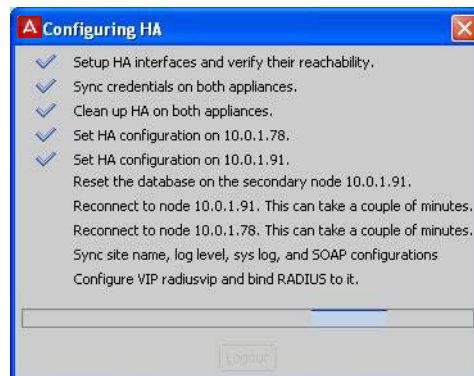 Configuring HA
Setup HA interfaces and verify their reachability.
Sync credentials on both appliances.
Clean up HA on both appliances.
Set HA configuration on 10.0.1.78.
Set HA configuration on 10.0.1.91.
Reset the database on the secondary node 10.0.1.91.
Reconnect to node 10.0.1.91. This can take a couple of minutes.
Reconnect to node 10.0.1.78. This can take a couple of minutes.
Sync site name, log level, sys log, and SOAP configurations
Configure VIP radiusvip and bind RADIUS to it.
Logout